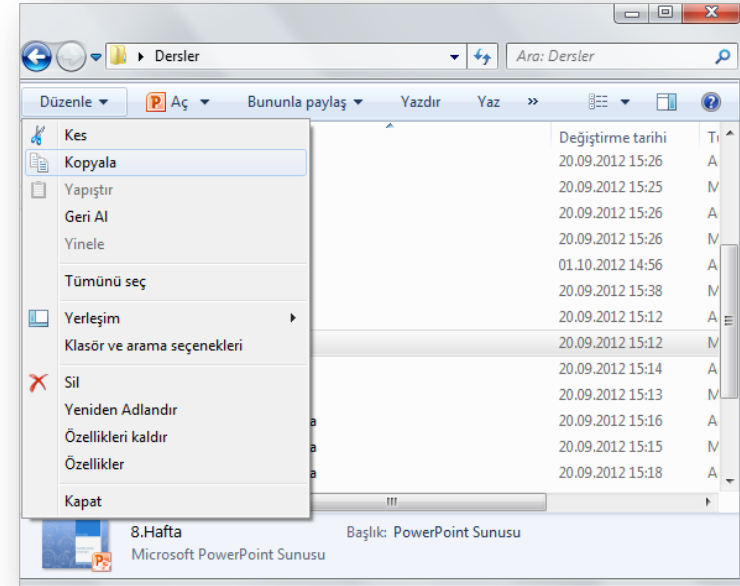 Dersler
Ara: Dersler
Düzenle
Aç
Bununla paylaş
Yazdır
Yaz
»
Kes
Kopyala
Yapıştır
Geri Al
Yinele
Tümünü seç
Yerleşim
Klasör ve arama seçenekleri
Sil
Yeniden Adlandır
Özellikleri kaldır
Özellikler
Kapat
Değiştirme tarihi
20.09.2012 15:26
20.09.2012 15:25
20.09.2012 15:26
20.09.2012 15:26
01.10.2012 14:56
20.09.2012 15:38
20.09.2012 15:12
20.09.2012 15:12
20.09.2012 15:14
20.09.2012 15:13
20.09.2012 15:16
20.09.2012 15:15
20.09.2012 15:18
8.Hafta
Başlık: PowerPoint Sunusu
Microsoft PowerPoint Sunusu